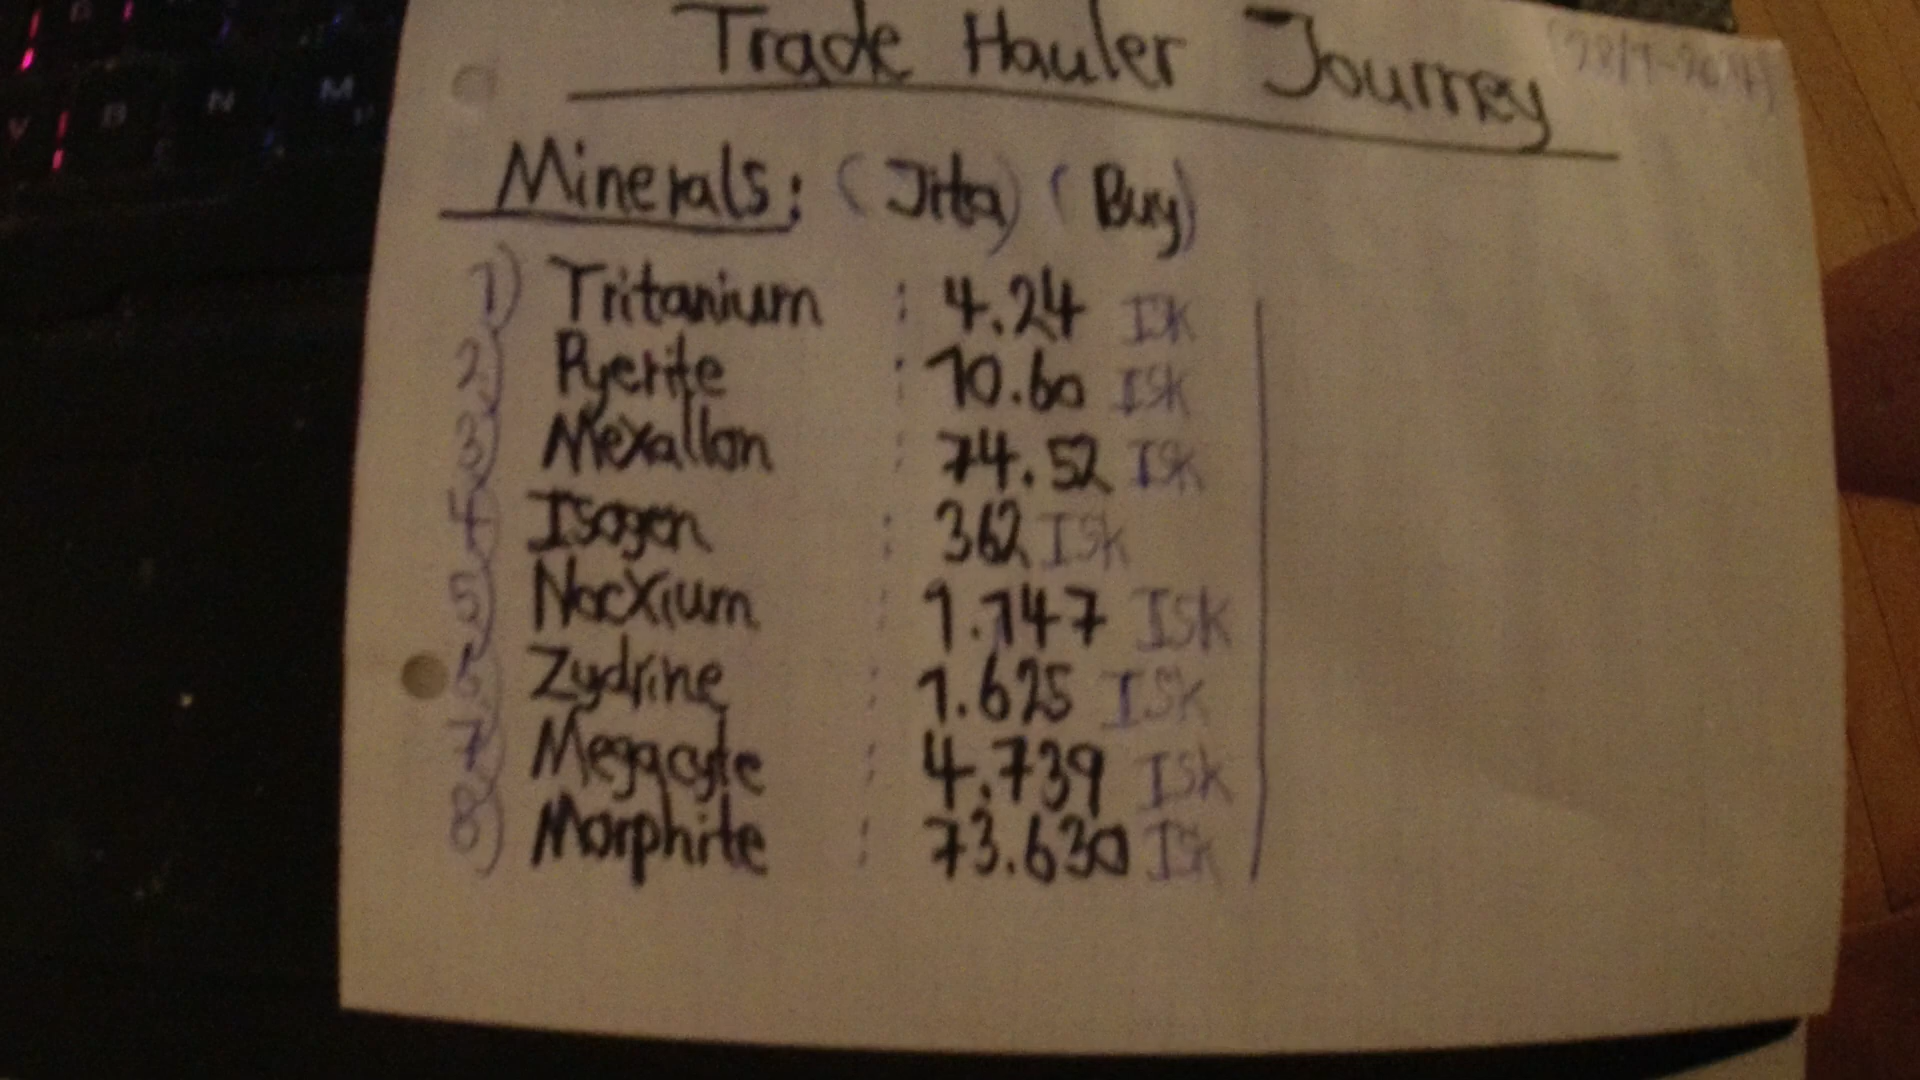 Trade Hauler Journey
Minerals: (Jita) (Buy)
1) Tritanium : 4.24 Isk
2) Pyerite : 10.60 Isk
3) Mexallon : 74.52 Isk
4) Isogen : 362 Isk
5) Nocxium : 1.147 Isk
6) Zydrine : 1.625 Isk
7) Megacyte : 4.739 Isk
8) Morphite : 73.630 Isk
V B N M